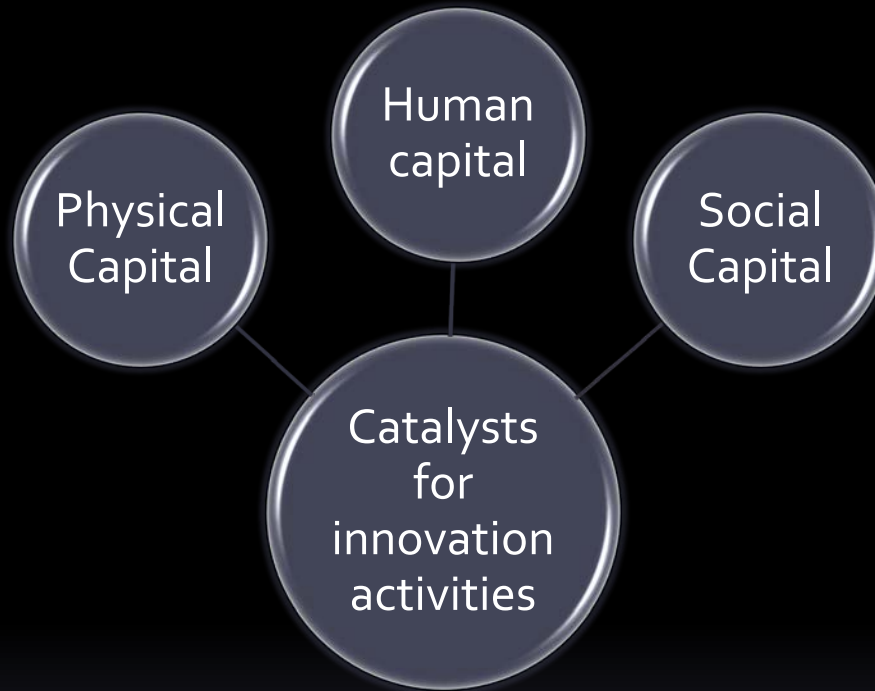 Human
capital
Physical
Capital
Social
Capital
Catalysts
for
innovation
activities